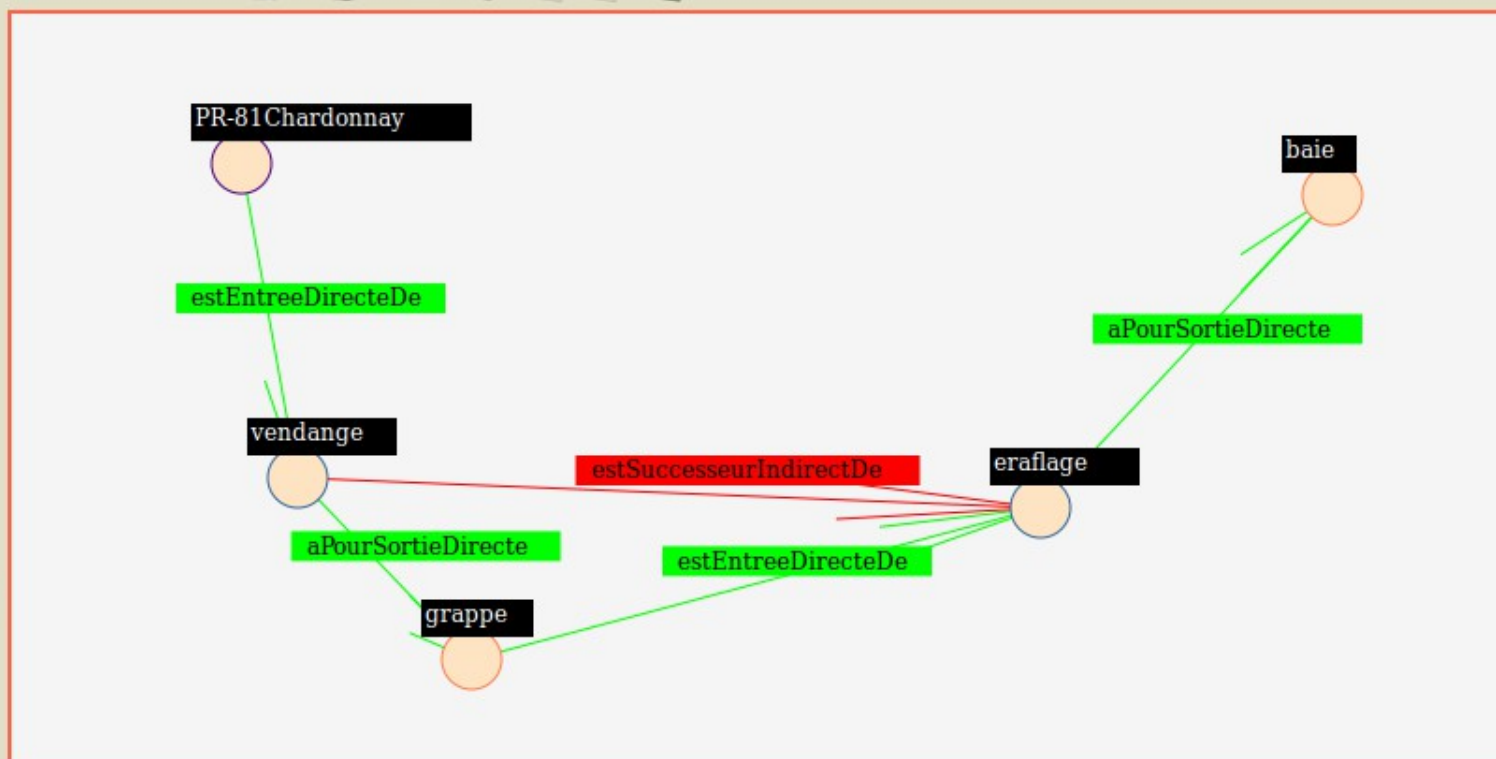 PR-81Chardonnay
baie
estEntreeDirecteDe
aPourSortieDirecte
vendange
estSuccesseurIndirectDe
eraflage
aPourSortieDirecte
estEntreeDirecteDe
grappe